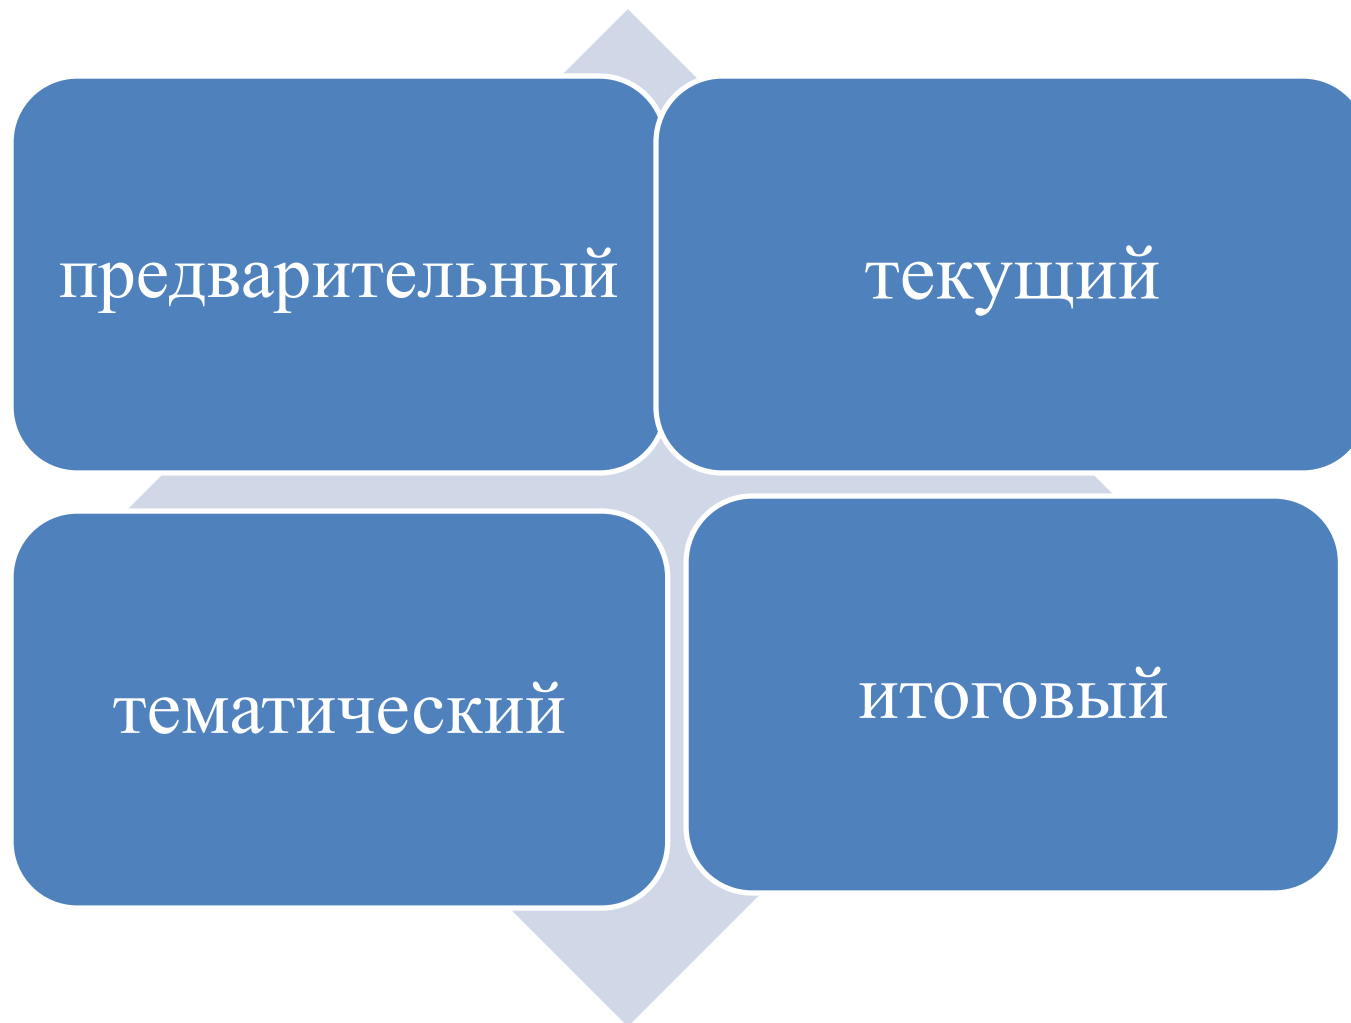 предварительный
текущий
тематический
итоговый